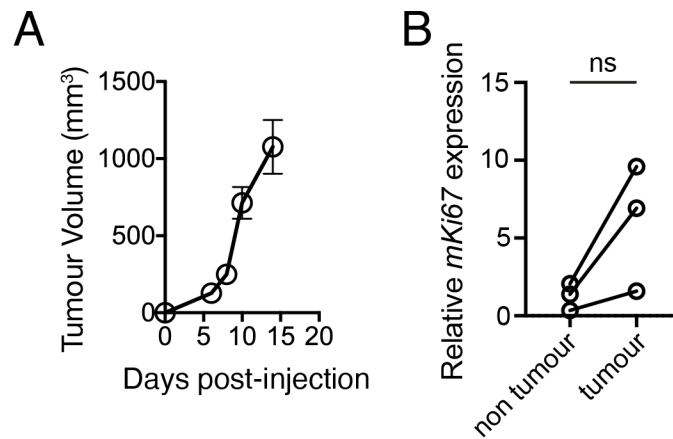 A
Tumour Volume (mm³)
1500
1000
500
0
0 5 10 15 20
Days post-injection
B
Relative mKi67 expression
ns
15
10
5
0
non tumour
tumour